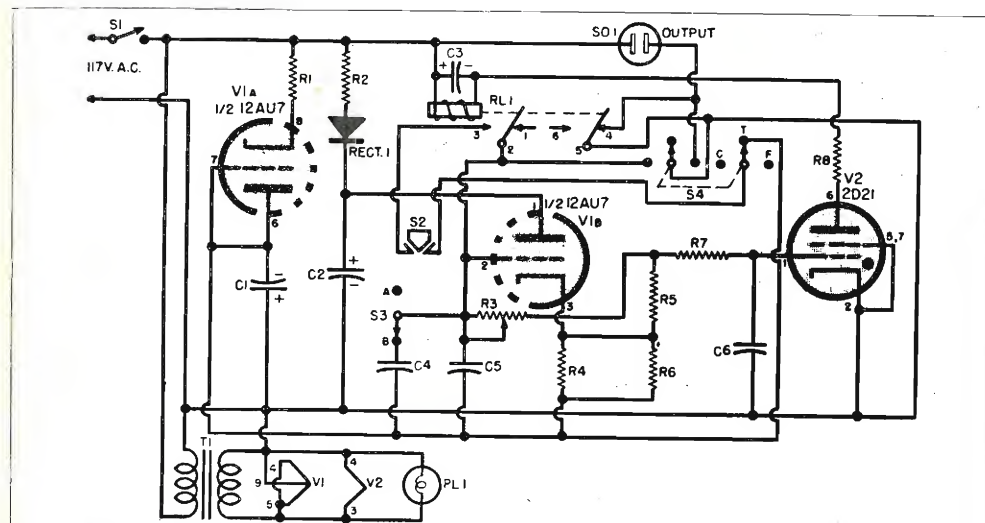 S1
117V. A.C.
V1A
1/2 12AU7
R1
8
7
6
R2
RECT. 1
C1
- +
C2
+ -
C3
+ -
RL1
3
1
2
6
4
5
SO1
OUTPUT
S2
1
1/2 12AU7
V1B
2
3
C
T
F
S4
R8
V2
2D21
6
5,7
1
2
A
S3
B
R3
C4
C5
R4
R5
R6
R7
C6
T1
4
9
5
V1
4
V2
3
PL1